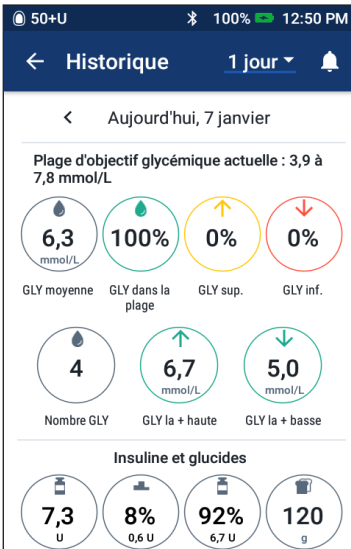 50+U 100% 12:50 PM
Historique 1 jour
Aujourd'hui, 7 janvier
Plage d'objectif glycémique actuelle : 3,9 à
7,8 mmol/L
6,3 100% 0% 0%
mmol/L
GLY moyenne GLY dans la GLY sup. GLY inf.
plage
4 6,7 5,0
mmol/L mmol/L
Nombre GLY GLY la + haute GLY la + basse
Insuline et glucides
7,3 8% 92% 120
U 0,6 U 6,7 U g